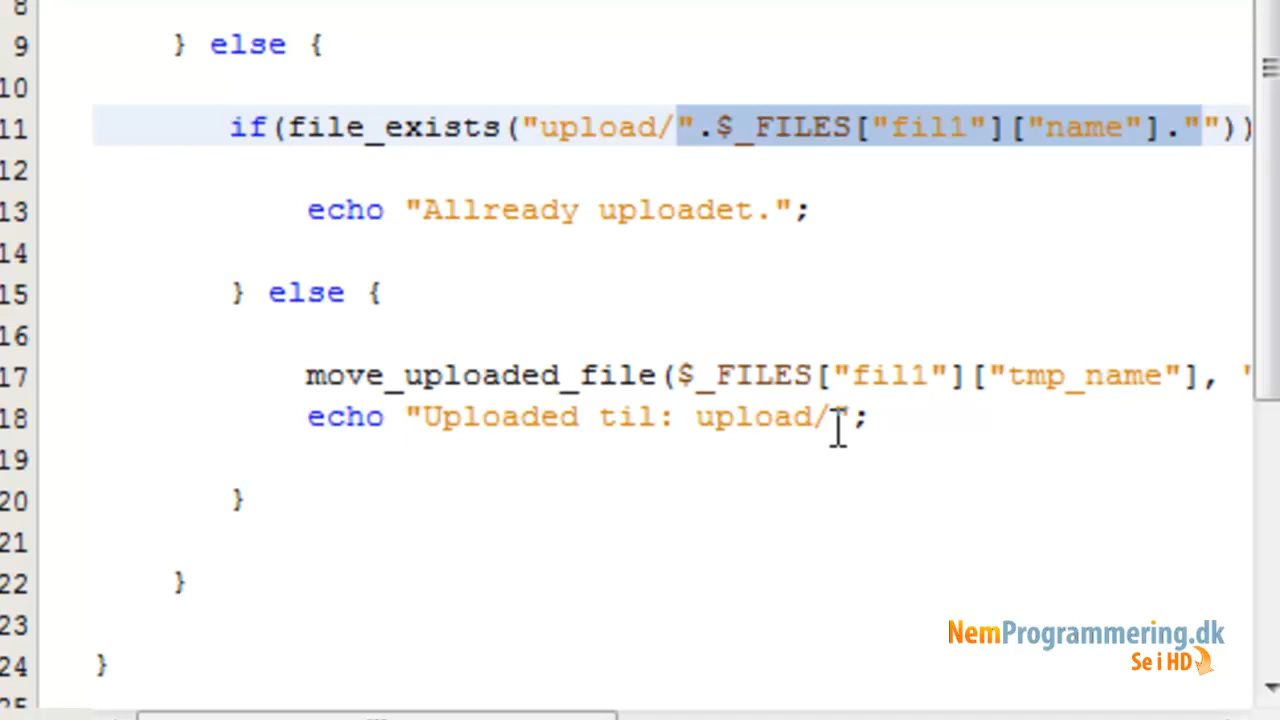 8
9 } else {
10
11 if(file_exists("upload/".$_FILES["fil1"]["name"].""))
12
13 echo "Allready uploadet.";
14
15 } else {
16
17 move_uploaded_file($_FILES["fil1"]["tmp_name"], "
18 echo "Uploaded til: upload/";
19
20 }
21
22 }
23
24 }
25
NemProgrammering.dk
Se i HD